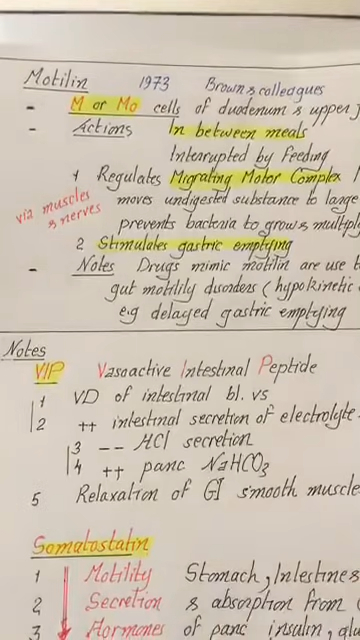 Motilin 1973 Brown & colleagues
- M or Mo cells of duodenum & upper j
- Actions In between meals
Interrupted by feeding
1 Regulates Migrating Motor Complex
via muscles & nerves
moves undigested substance to large
prevents bacteria to grow & multiply
2 Stimulates gastric emptying
- Notes Drugs mimic motilin are use t
gut motility disorders (hypokinetic
e.g delayed gastric emptying
Notes
VIP Vasoactive Intestinal Peptide
1 VD of intestinal bl. vs
2 ++ intestinal secretion of electrolyte
3 -- HCl secretion
4 ++ panc NaHCO3
5 Relaxation of GI smooth muscle
Somatostatin
1 ↓ Motility Stomach, Intestines
2 Secretion & absorption from
3 Hormones of panc insulin,